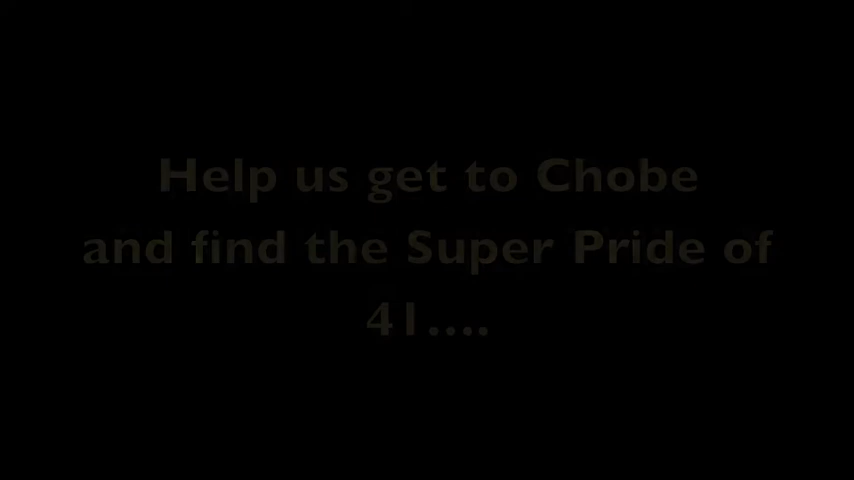 Help us get to Chobe
and find the Super Pride of
41....